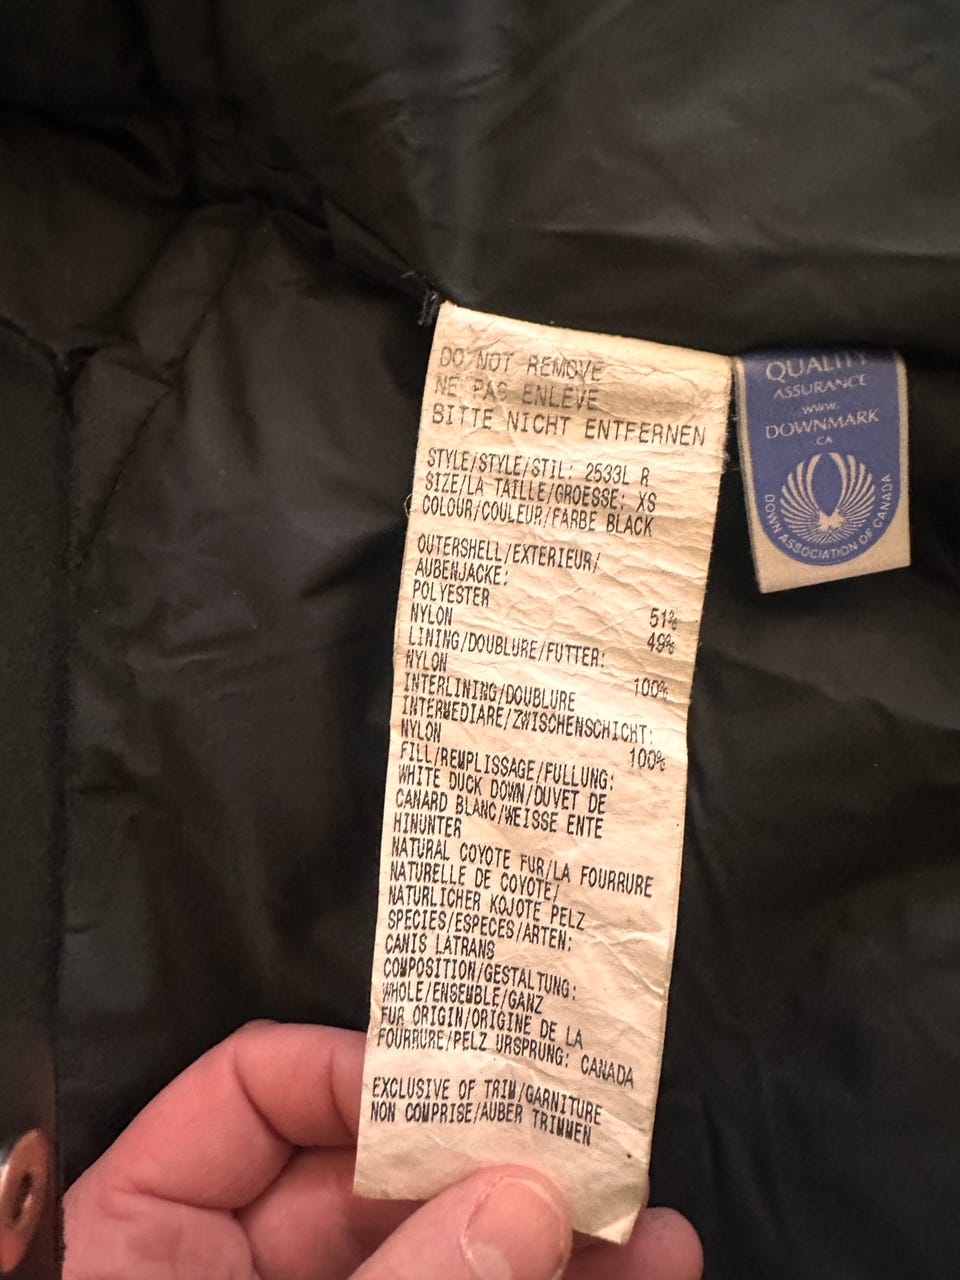 DO NOT REMOVE
NE PAS ENLEVE
BITTE NICHT ENTFERNEN
STYLE/STYLE/STIL: 2533L R
SIZE/LA TAILLE/GROESSE: XS
COLOUR/COULEUR/FARBE BLACK
OUTERSHELL/EXTERIEUR/
AUBENJACKE:
POLYESTER 51%
NYLON 49%
LINING/DOUBLURE/FUTTER:
NYLON 100%
INTERLINING/DOUBLURE
INTERMEDIARE/ZWISCHENSCHICHT:
NYLON 100%
FILL/REMPLISSAGE/FULLUNG:
WHITE DUCK DOWN/DUVET DE
CANARD BLANC/WEISSE ENTE
HINUNTER
NATURAL COYOTE FUR/LA FOURRURE
NATURELLE DE COYOTE/
NATURLICHER KOJOTE PELZ
SPECIES/ESPECES/ARTEN:
CANIS LATRANS
COMPOSITION/GESTALTUNG:
WHOLE/ENSEMBLE/GANZ
FUR ORIGIN/ORIGINE DE LA
FOURRURE/PELZ URSPRUNG: CANADA
EXCLUSIVE OF TRIM/GARNITURE
NON COMPRISE/AUBER TRIMMEN
QUALITY
ASSURANCE
www.
DOWNMARK
CA
DOWN ASSOCIATION OF CANADA